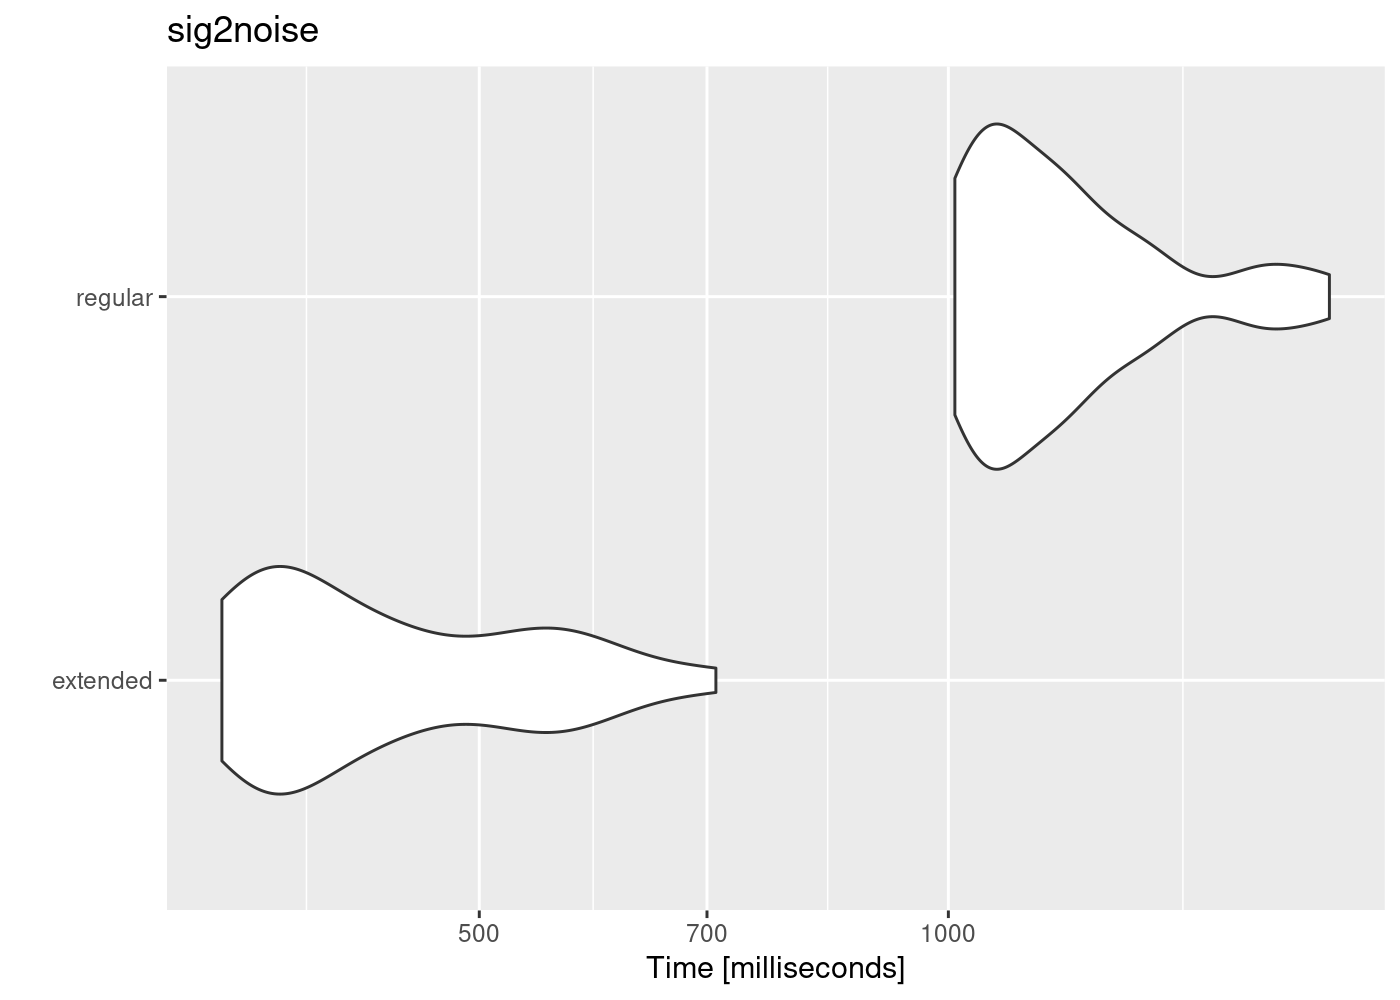 sig2noise
regular
extended
500 700 1000
Time [milliseconds]